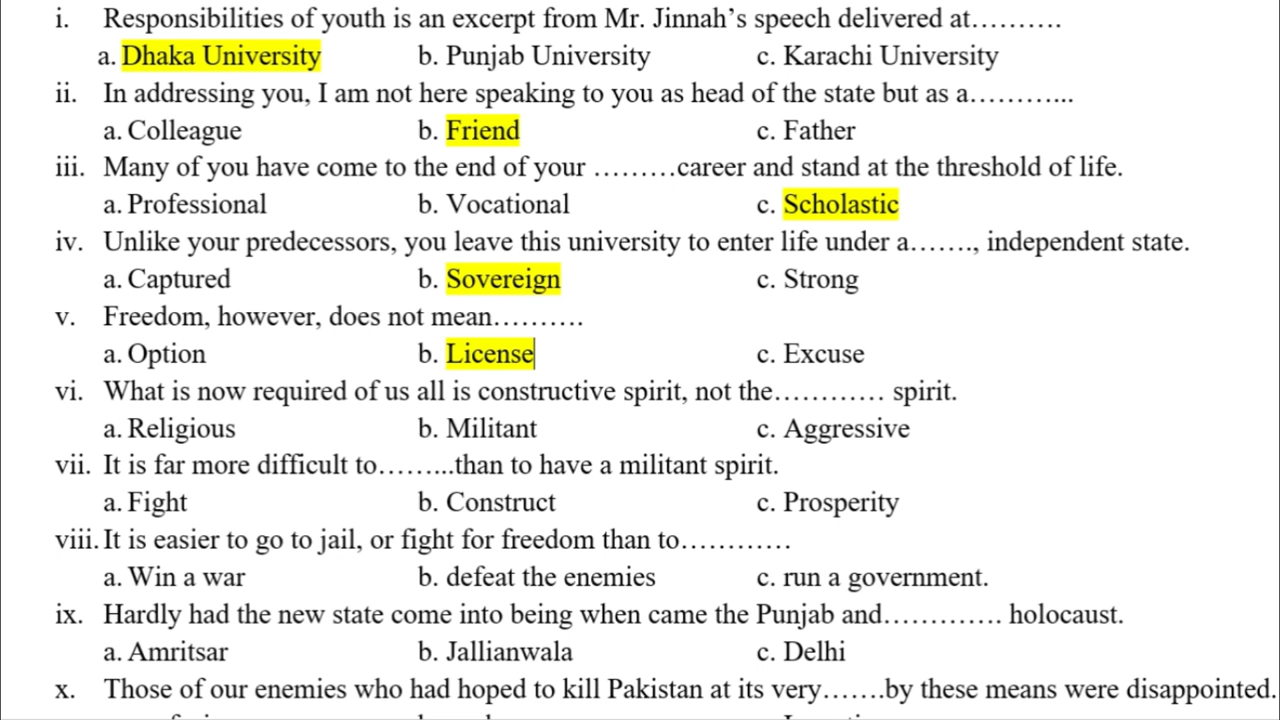 i. Responsibilities of youth is an excerpt from Mr. Jinnah’s speech delivered at……….
a. Dhaka University b. Punjab University c. Karachi University
ii. In addressing you, I am not here speaking to you as head of the state but as a………...
a. Colleague b. Friend c. Father
iii. Many of you have come to the end of your ………career and stand at the threshold of life.
a. Professional b. Vocational c. Scholastic
iv. Unlike your predecessors, you leave this university to enter life under a……., independent state.
a. Captured b. Sovereign c. Strong
v. Freedom, however, does not mean……….
a. Option b. License c. Excuse
vi. What is now required of us all is constructive spirit, not the………… spirit.
a. Religious b. Militant c. Aggressive
vii. It is far more difficult to……...than to have a militant spirit.
a. Fight b. Construct c. Prosperity
viii. It is easier to go to jail, or fight for freedom than to…………
a. Win a war b. defeat the enemies c. run a government.
ix. Hardly had the new state come into being when came the Punjab and…………. holocaust.
a. Amritsar b. Jallianwala c. Delhi
x. Those of our enemies who had hoped to kill Pakistan at its very…….by these means were disappointed.